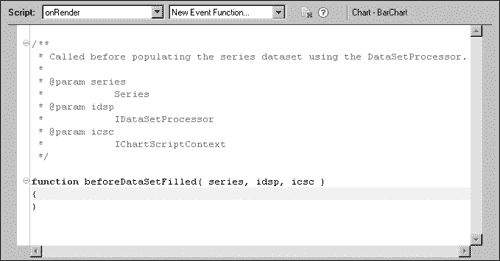 Script: onRender New Event Function... Chart - BarChart
/**
* Called before populating the series dataset using the DataSetProcessor.
*
* @param series
* Series
* @param idsp
* IDataSetProcessor
* @param icsc
* IChartScriptContext
*/
function beforeDataSetFilled( series, idsp, icsc )
{
}